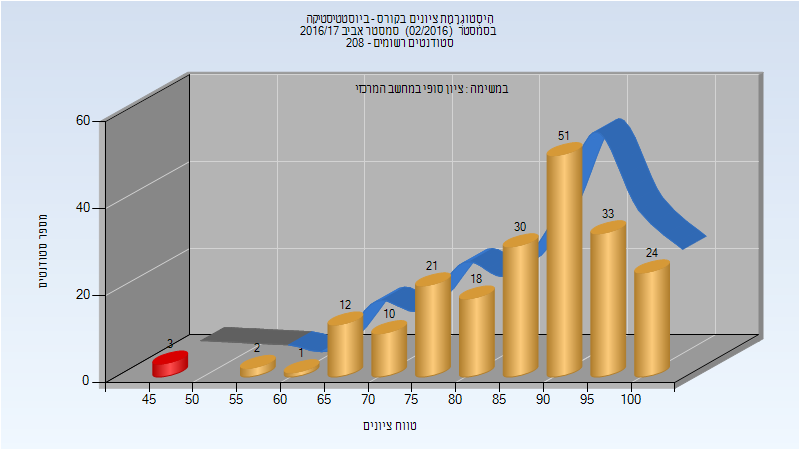 היסטוגרמת ציונים בקורס - ביוסטטיסטיקה
בסמסטר (02/2016) סמסטר אביב 2016/17
סטודנטים רשומים - 208
במשימה : ציון סופי במחשב המרכזי
מספר סטודנטים
60
40
20
0
3
2
1
12
10
21
18
30
51
33
24
45 50 55 60 65 70 75 80 85 90 95 100
טווח ציונים